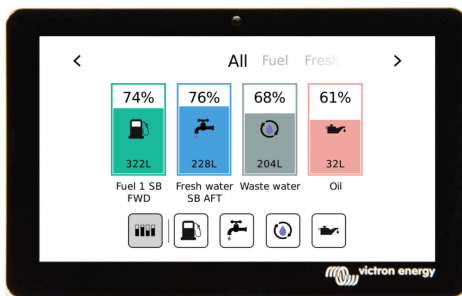 All Fuel Fresh
74% 76% 68% 61%
322L 228L 204L 32L
Fuel 1 SB Fresh water Waste water Oil
FWD SB AFT
victron energy